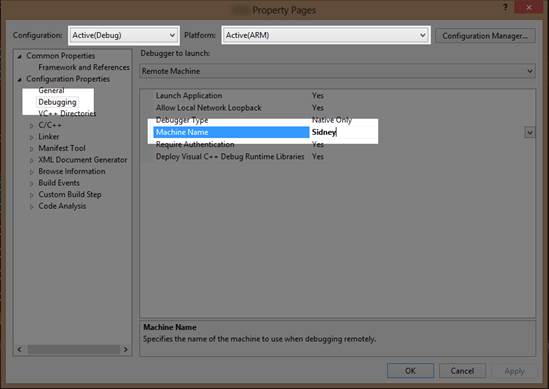 Property Pages
Configuration: Active(Debug) Platform: Active(ARM) Configuration Manager...
Common Properties
Framework and References
Configuration Properties
General
Debugging
VC++ Directories
C/C++
Linker
Manifest Tool
XML Document Generator
Browse Information
Build Events
Custom Build Step
Code Analysis
Debugger to launch:
Remote Machine
Launch Application Yes
Allow Local Network Loopback Yes
Debugger Type Native Only
Machine Name Sidney
Require Authentication Yes
Deploy Visual C++ Debug Runtime Libraries Yes
Machine Name
Specifies the name of the machine to use when debugging remotely.
OK Cancel Apply